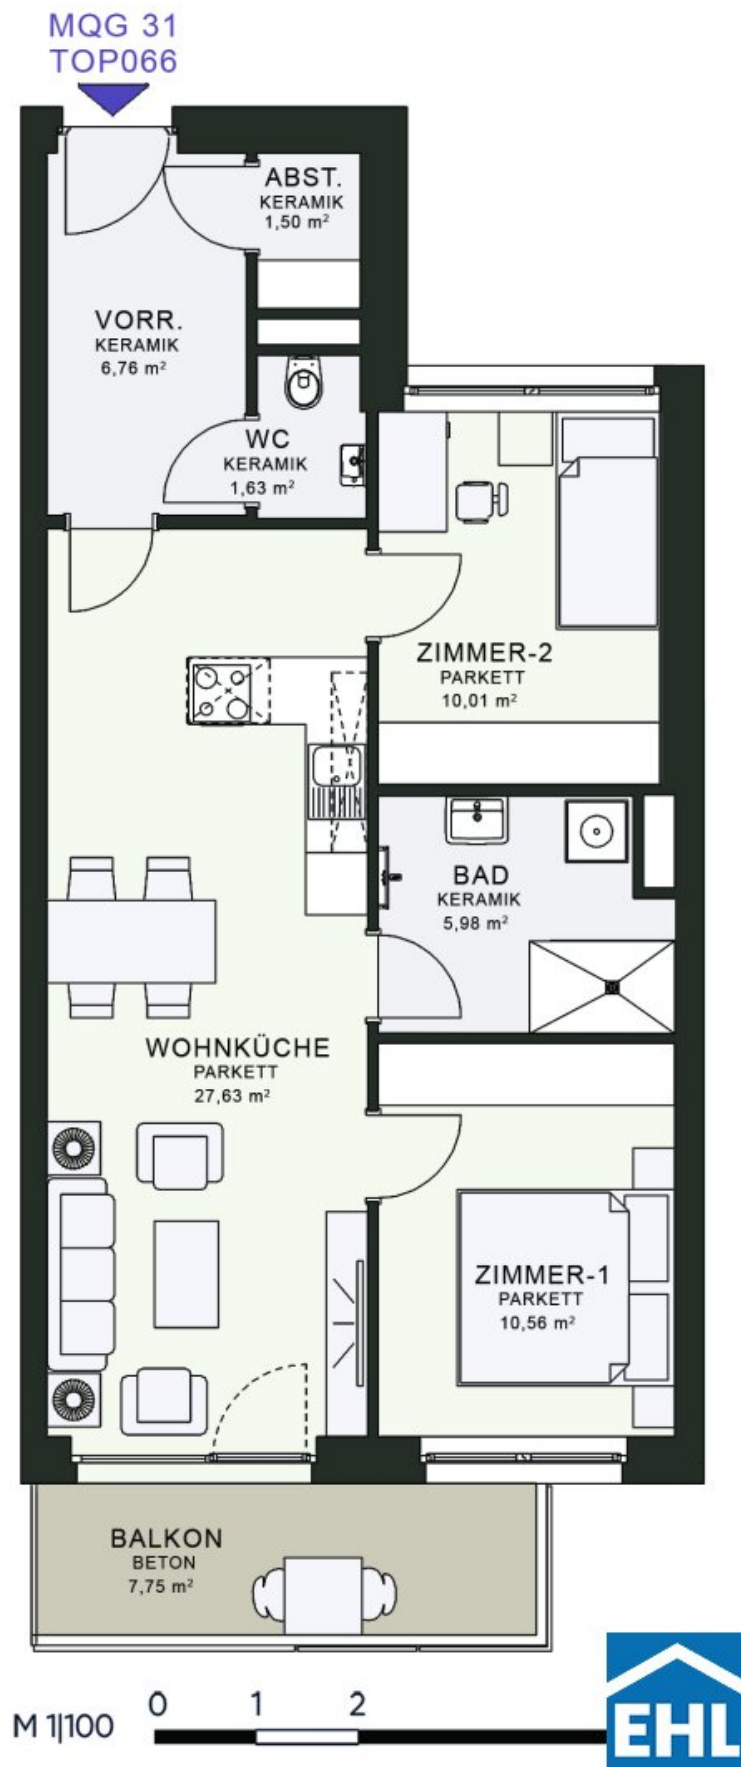 MQG 31
TOP066
ABST.
KERAMIK
1,50 m²
VORR.
KERAMIK
6,76 m²
WC
KERAMIK
1,63 m²
ZIMMER-2
PARKETT
10,01 m²
BAD
KERAMIK
5,98 m²
WOHNKÜCHE
PARKETT
27,63 m²
ZIMMER-1
PARKETT
10,56 m²
BALKON
BETON
7,75 m²
M 1|100 0 1 2
EHL